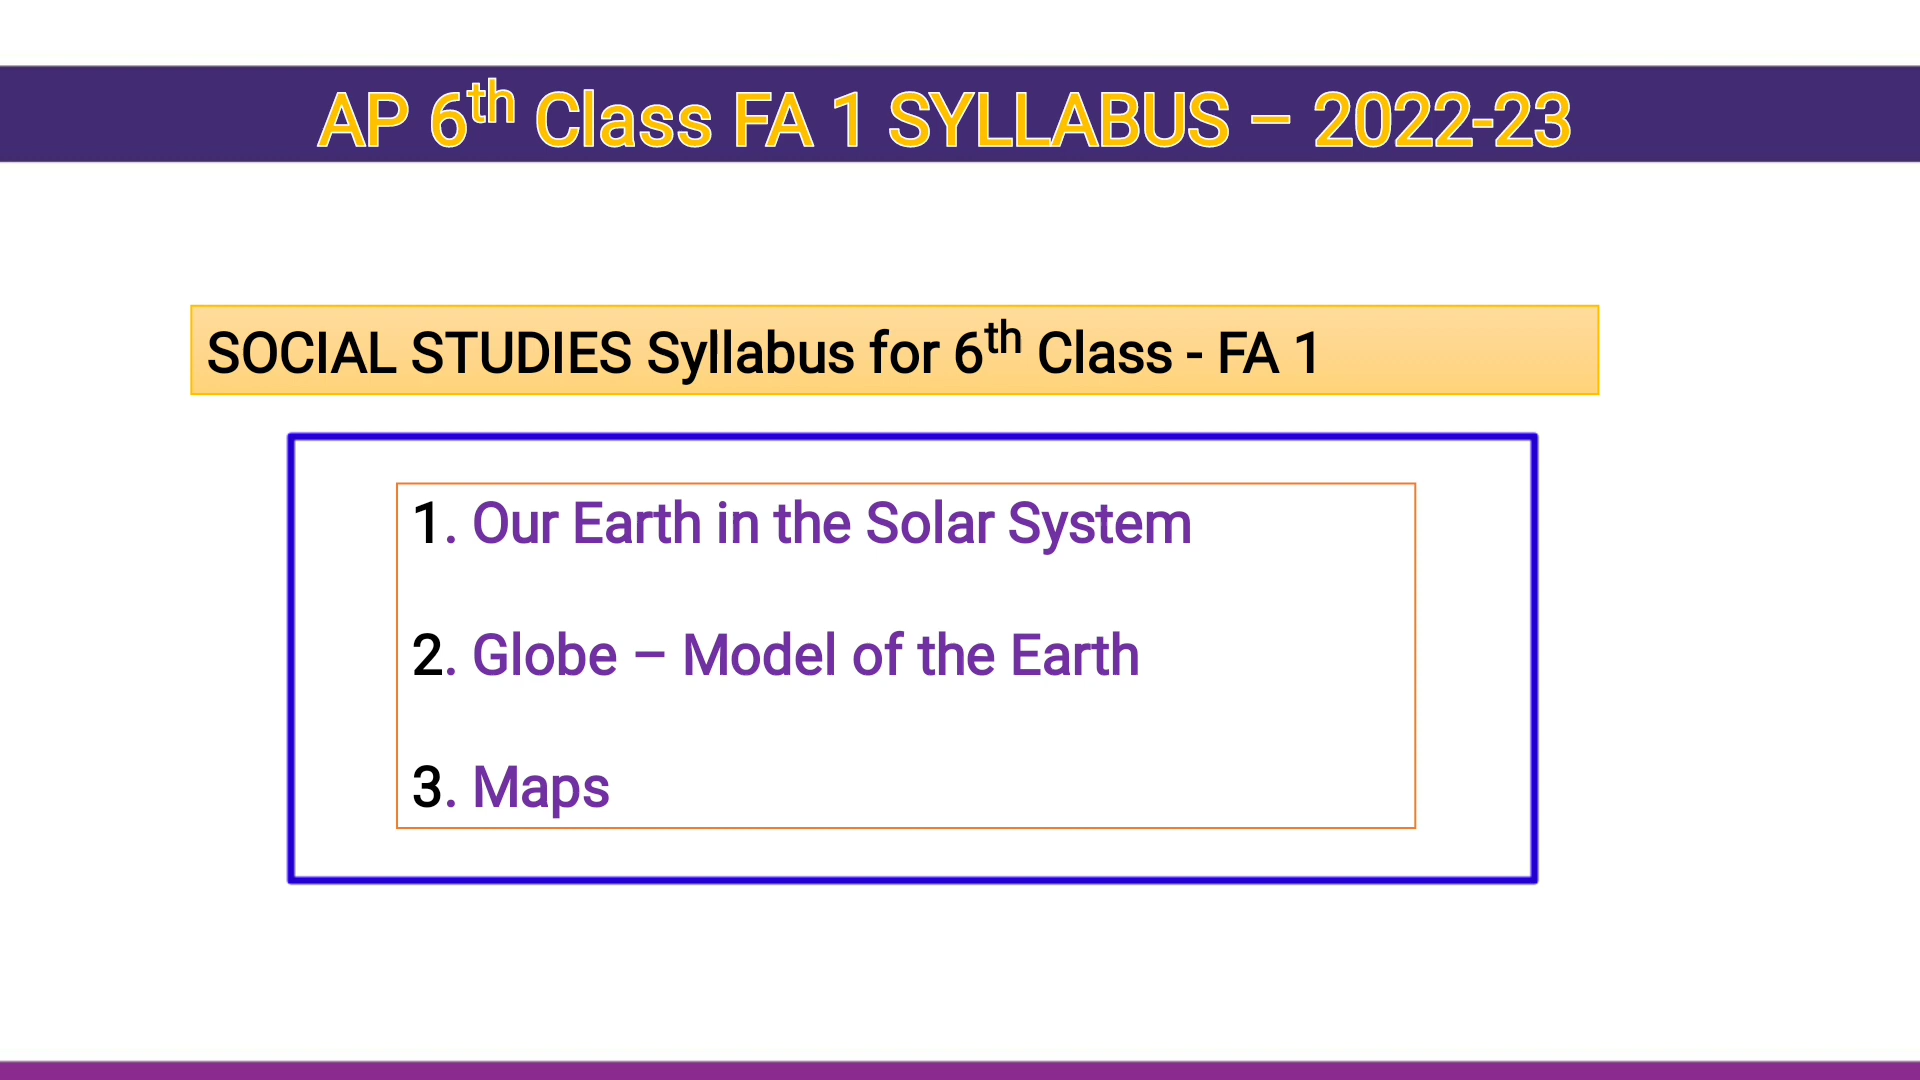 AP 6th Class FA 1 SYLLABUS – 2022-23
SOCIAL STUDIES Syllabus for 6th Class - FA 1
1. Our Earth in the Solar System
2. Globe – Model of the Earth
3. Maps